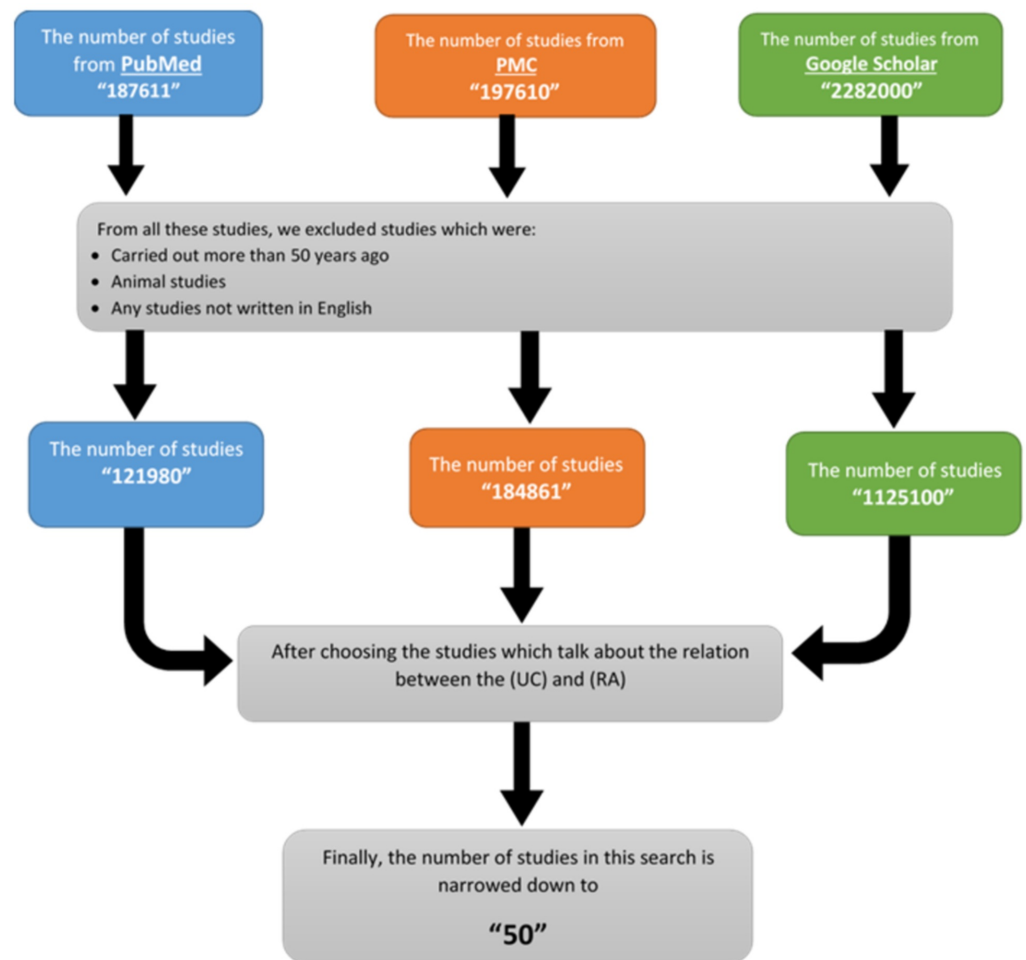 The number of studies
from PubMed
“187611”
The number of studies from
PMC
“197610”
The number of studies from
Google Scholar
“2282000”
From all these studies, we excluded studies which were:
• Carried out more than 50 years ago
• Animal studies
• Any studies not written in English
The number of studies
“121980”
The number of studies
“184861”
The number of studies
“1125100”
After choosing the studies which talk about the relation
between the (UC) and (RA)
Finally, the number of studies in this search is
narrowed down to
“50”